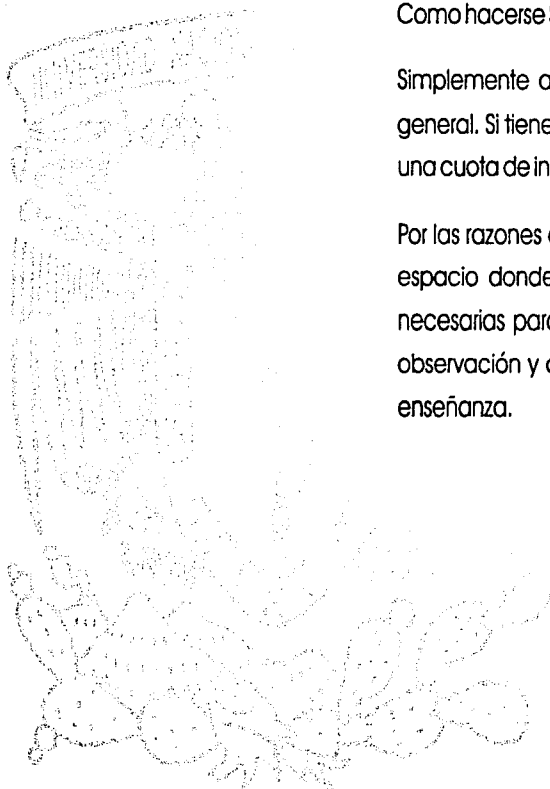 Como hacerse
Simplemente a
general. Si tiene
una cuota de in
Por las razones
espacio donde
necesarias para
observación y
enseñanza.